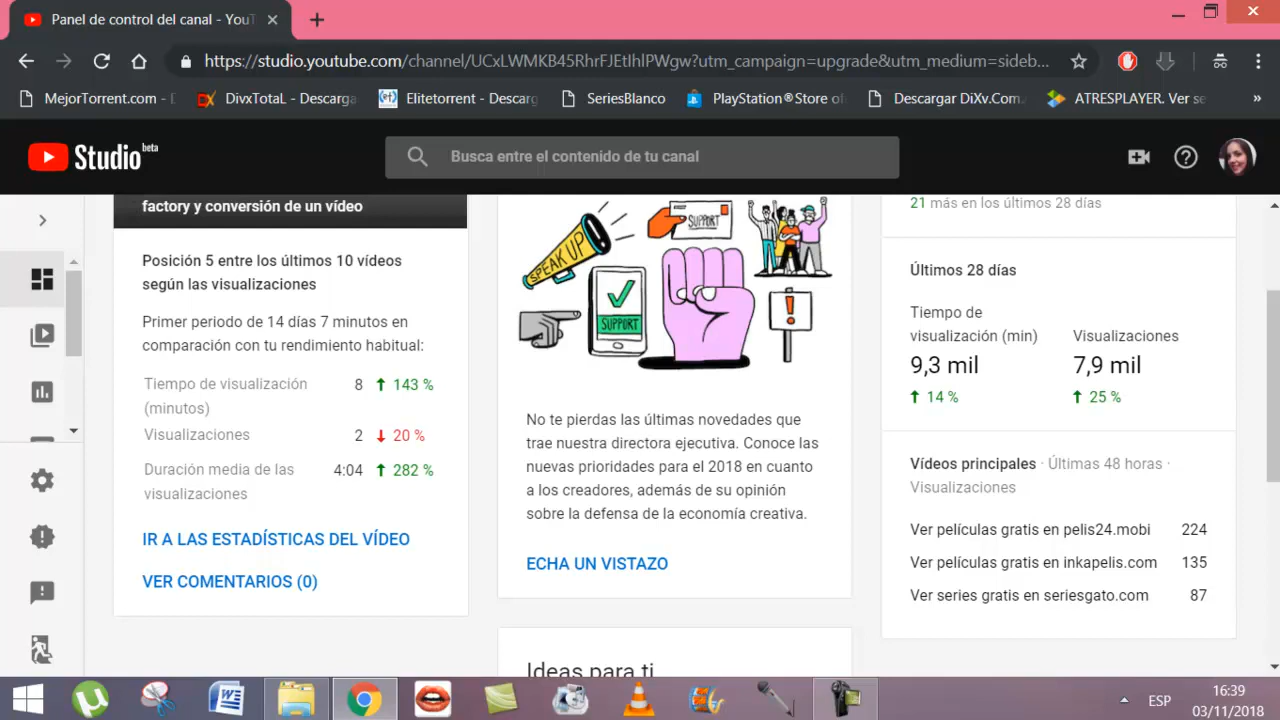 Panel de control del canal - YouT
https://studio.youtube.com/channel/UCxLWMKB45RhrFJEtIhlPWgw?utm_campaign=upgrade&utm_medium=sideb...
MejorTorrent.com - D
DivxTotaL - Descarga
Elitetorrent - Descarg
SeriesBlanco
PlayStation®Store of
Descargar DiXv.Com.
ATRESPLAYER. Ver se
»
Studio beta
Busca entre el contenido de tu canal
factory y conversión de un vídeo
Posición 5 entre los últimos 10 vídeos
según las visualizaciones
Primer periodo de 14 días 7 minutos en
comparación con tu rendimiento habitual:
Tiempo de visualización 8 143 %
(minutos)
Visualizaciones 2 20 %
Duración media de las 4:04 282 %
visualizaciones
IR A LAS ESTADÍSTICAS DEL VÍDEO
VER COMENTARIOS (0)
SPEAK UP
SUPPORT
SUPPORT
!
No te pierdas las últimas novedades que
trae nuestra directora ejecutiva. Conoce las
nuevas prioridades para el 2018 en cuanto
a los creadores, además de su opinión
sobre la defensa de la economía creativa.
ECHA UN VISTAZO
Ideas para ti
21 más en los últimos 28 días
Últimos 28 días
Tiempo de
visualización (min) Visualizaciones
9,3 mil 7,9 mil
14 % 25 %
Vídeos principales · Últimas 48 horas ·
Visualizaciones
Ver películas gratis en pelis24.mobi 224
Ver películas gratis en inkapelis.com 135
Ver series gratis en seriesgato.com 87
ESP
16:39
03/11/2018